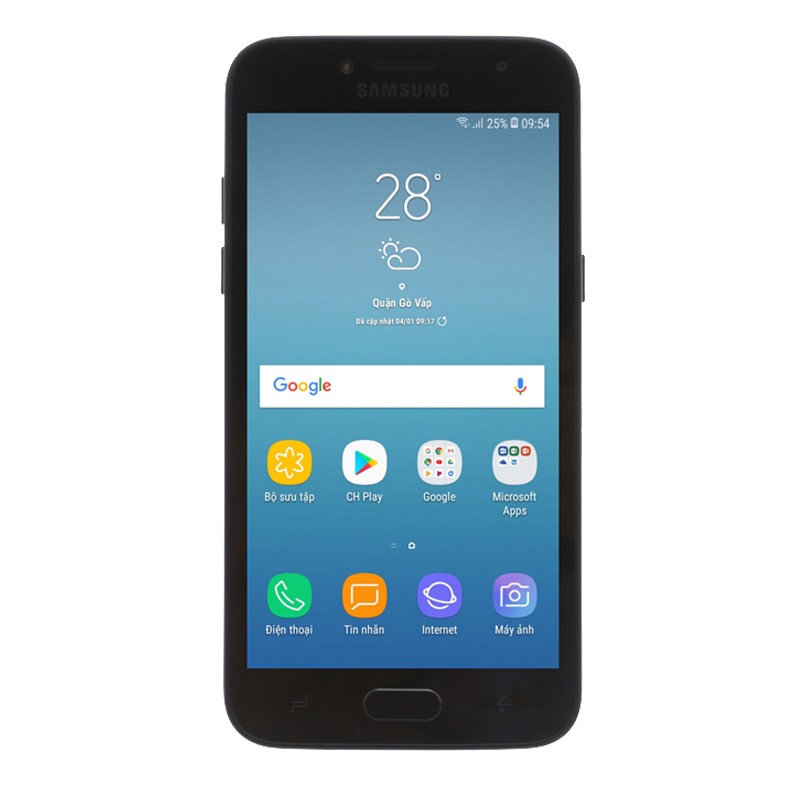 SAMSUNG
25% 09:54
28°
Quận Gò Vấp
Đã cập nhật 04/01 09:17
Google
Bộ sưu tập CH Play Google Microsoft Apps
Điện thoại Tin nhắn Internet Máy ảnh